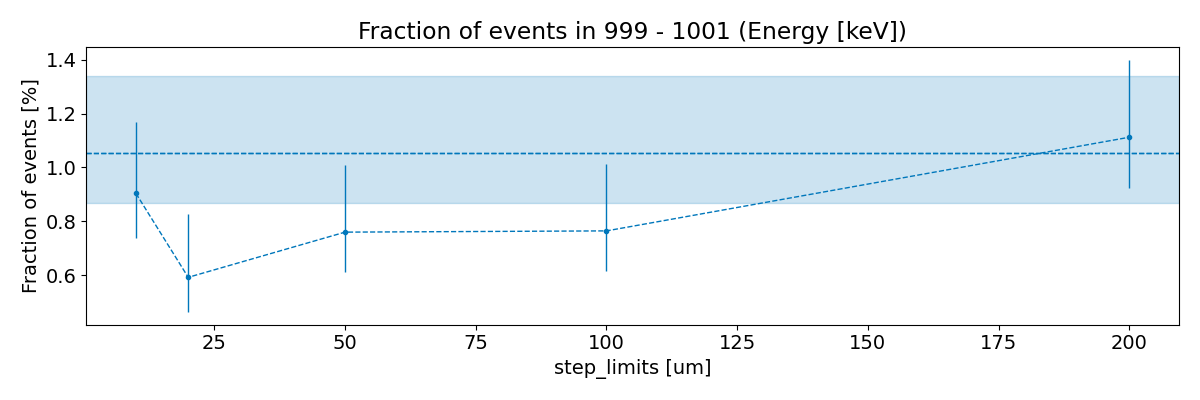 Fraction of events in 999 - 1001 (Energy [keV])
Fraction of events [%]
1.4
1.2
1.0
0.8
0.6
25 50 75 100 125 150 175 200
step_limits [um]